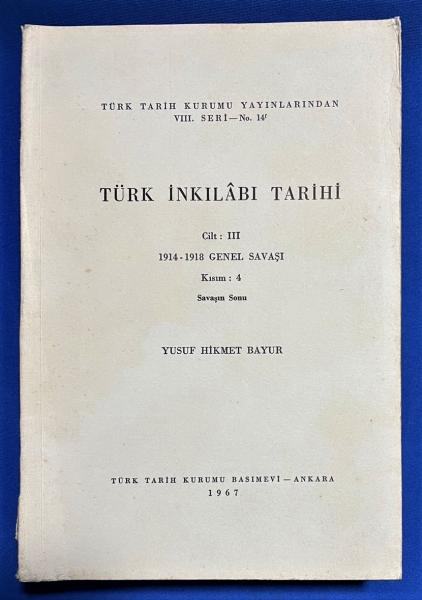 TÜRK TARİH KURUMU YAYINLARINDAN
VIII. SERİ — No. 14f
TÜRK İNKILÂBI TARİHİ
Cilt : III
1914 - 1918 GENEL SAVAŞI
Kısım : 4
Savaşın Sonu
YUSUF HİKMET BAYUR
TÜRK TARİH KURUMU BASIMEVİ — ANKARA
1967